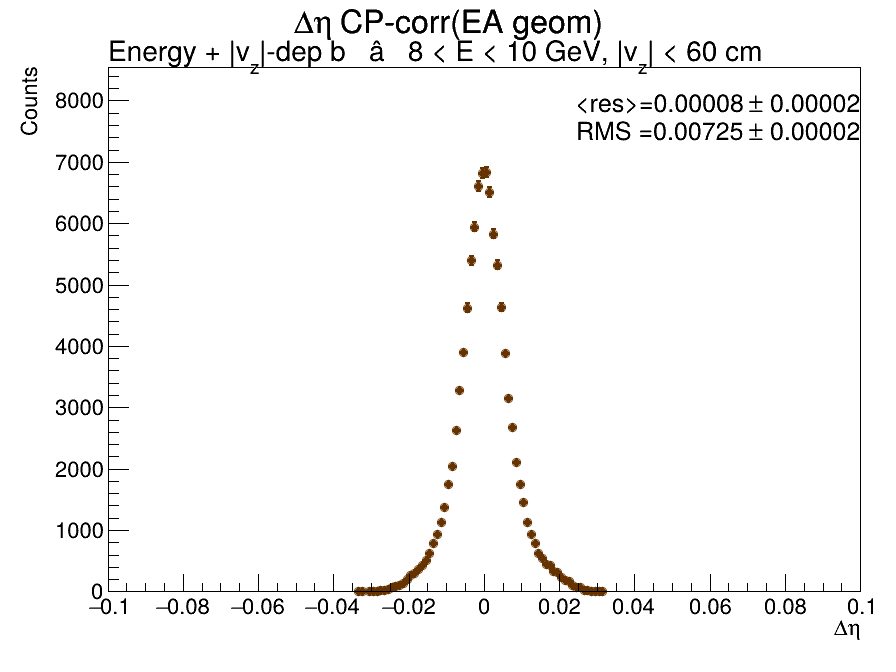 Δη CP-corr(EA geom)
Energy + |v_z|-dep b â 8 < E < 10 GeV, |v_z| < 60 cm
Counts
<res>=0.00008 ± 0.00002
RMS =0.00725 ± 0.00002
8000
7000
6000
5000
4000
3000
2000
1000
0
−0.1 −0.08 −0.06 −0.04 −0.02 0 0.02 0.04 0.06 0.08 0.1
Δη